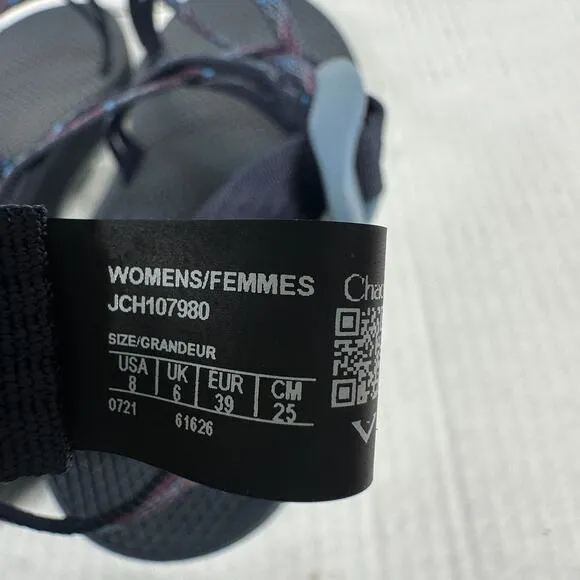 WOMENS/FEMMES
JCH107980
SIZE/GRANDEUR
USA UK EUR CM
8 6 39 25
0721 61626